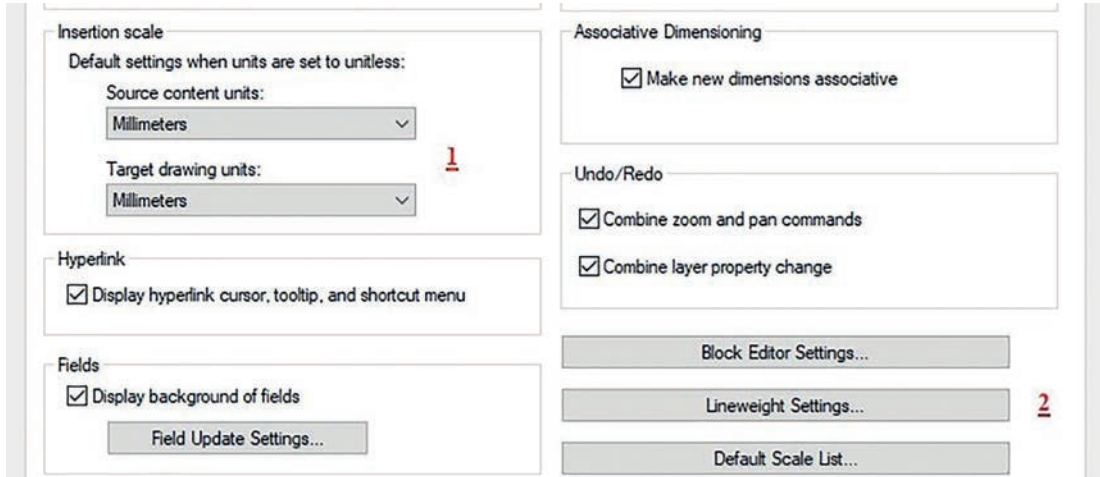 Insertion scale
Default settings when units are set to unitless:
Source content units:
Millimeters
1
Target drawing units:
Millimeters
Hyperlink
Display hyperlink cursor, tooltip, and shortcut menu
Fields
Display background of fields
Field Update Settings...
Associative Dimensioning
Make new dimensions associative
Undo/Redo
Combine zoom and pan commands
Combine layer property change
Block Editor Settings...
Lineweight Settings...
2
Default Scale List...